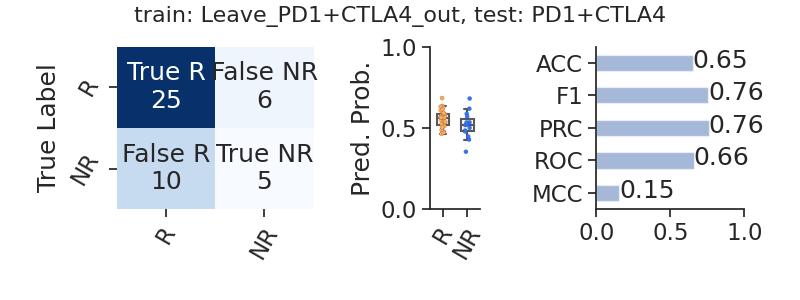 train: Leave_PD1+CTLA4_out, test: PD1+CTLA4
True Label
R
NR
True R
25
False NR
6
False R
10
True NR
5
R
NR
Pred. Prob.
1.0
0.5
0.0
R
NR
ACC
F1
PRC
ROC
MCC
0.65
0.76
0.76
0.66
0.15
0.0
0.5
1.0